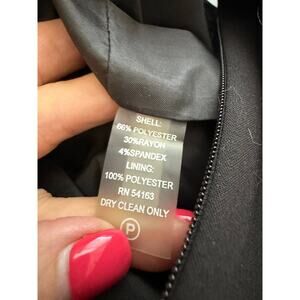 SHELL:
66% POLYESTER
30%RAYON
4%SPANDEX
LINING:
100% POLYESTER
RN 54163
DRY CLEAN ONLY
P